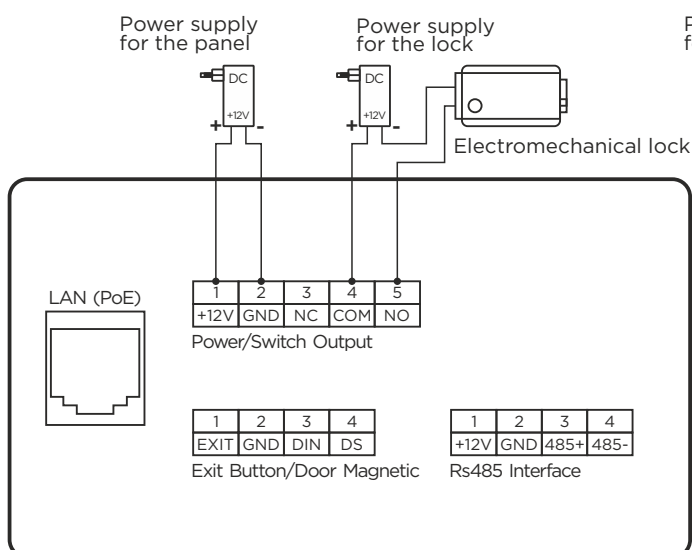 Power supply
for the panel
Power supply
for the lock
P
f
DC
+12V
+ -
DC
+12V
+ -
Electromechanical lock
LAN (PoE)
1 2 3 4 5
+12V GND NC COM NO
Power/Switch Output
1 2 3 4
EXIT GND DIN DS
Exit Button/Door Magnetic
1 2 3 4
+12V GND 485+ 485-
Rs485 Interface